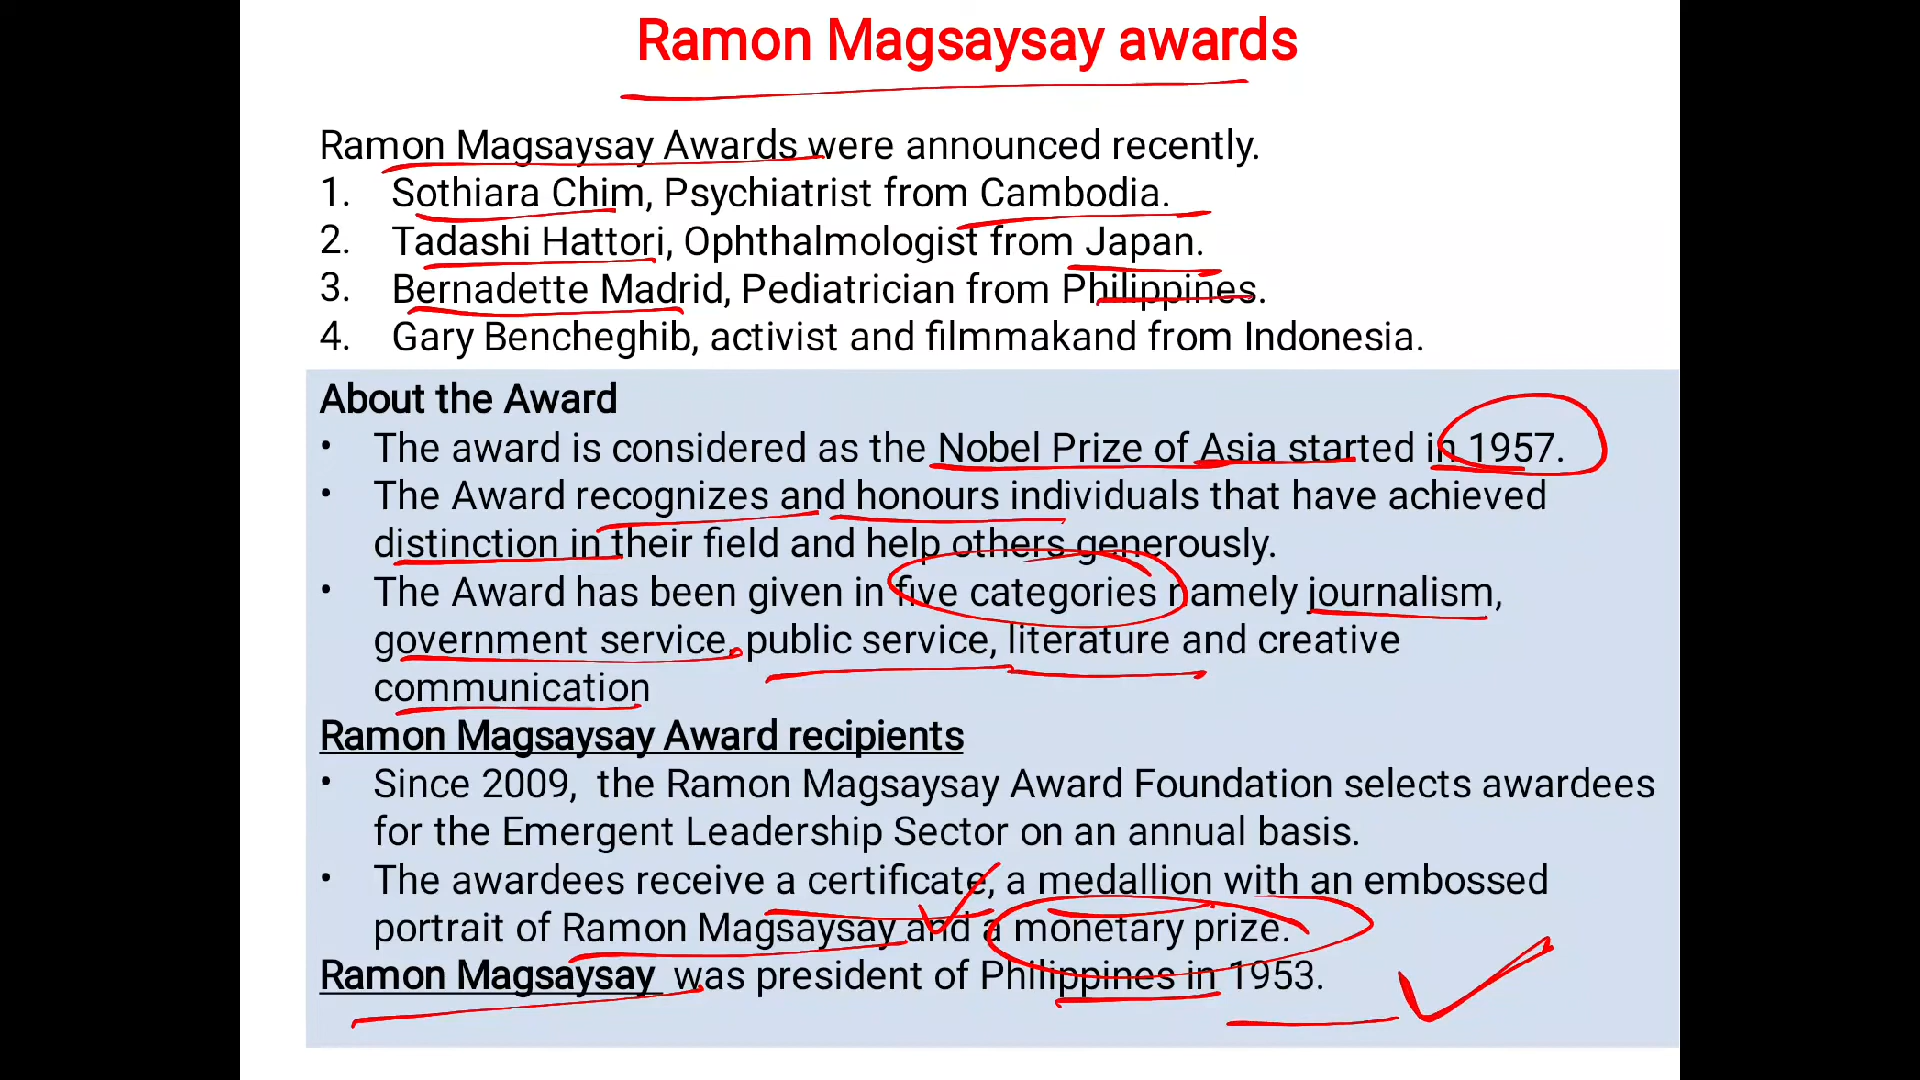 Ramon Magsaysay awards
Ramon Magsaysay Awards were announced recently.
1. Sothiara Chim, Psychiatrist from Cambodia.
2. Tadashi Hattori, Ophthalmologist from Japan.
3. Bernadette Madrid, Pediatrician from Philippines.
4. Gary Bencheghib, activist and filmmakand from Indonesia.
About the Award
• The award is considered as the Nobel Prize of Asia started in 1957.
• The Award recognizes and honours individuals that have achieved
distinction in their field and help others generously.
• The Award has been given in five categories namely journalism,
government service, public service, literature and creative
communication
Ramon Magsaysay Award recipients
• Since 2009, the Ramon Magsaysay Award Foundation selects awardees
for the Emergent Leadership Sector on an annual basis.
• The awardees receive a certificate, a medallion with an embossed
portrait of Ramon Magsaysay and a monetary prize.
Ramon Magsaysay was president of Philippines in 1953.